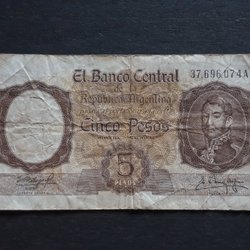 El Banco Central
de la
República Argentina
37.696.074A
Cinco Pesos
5
PESOS